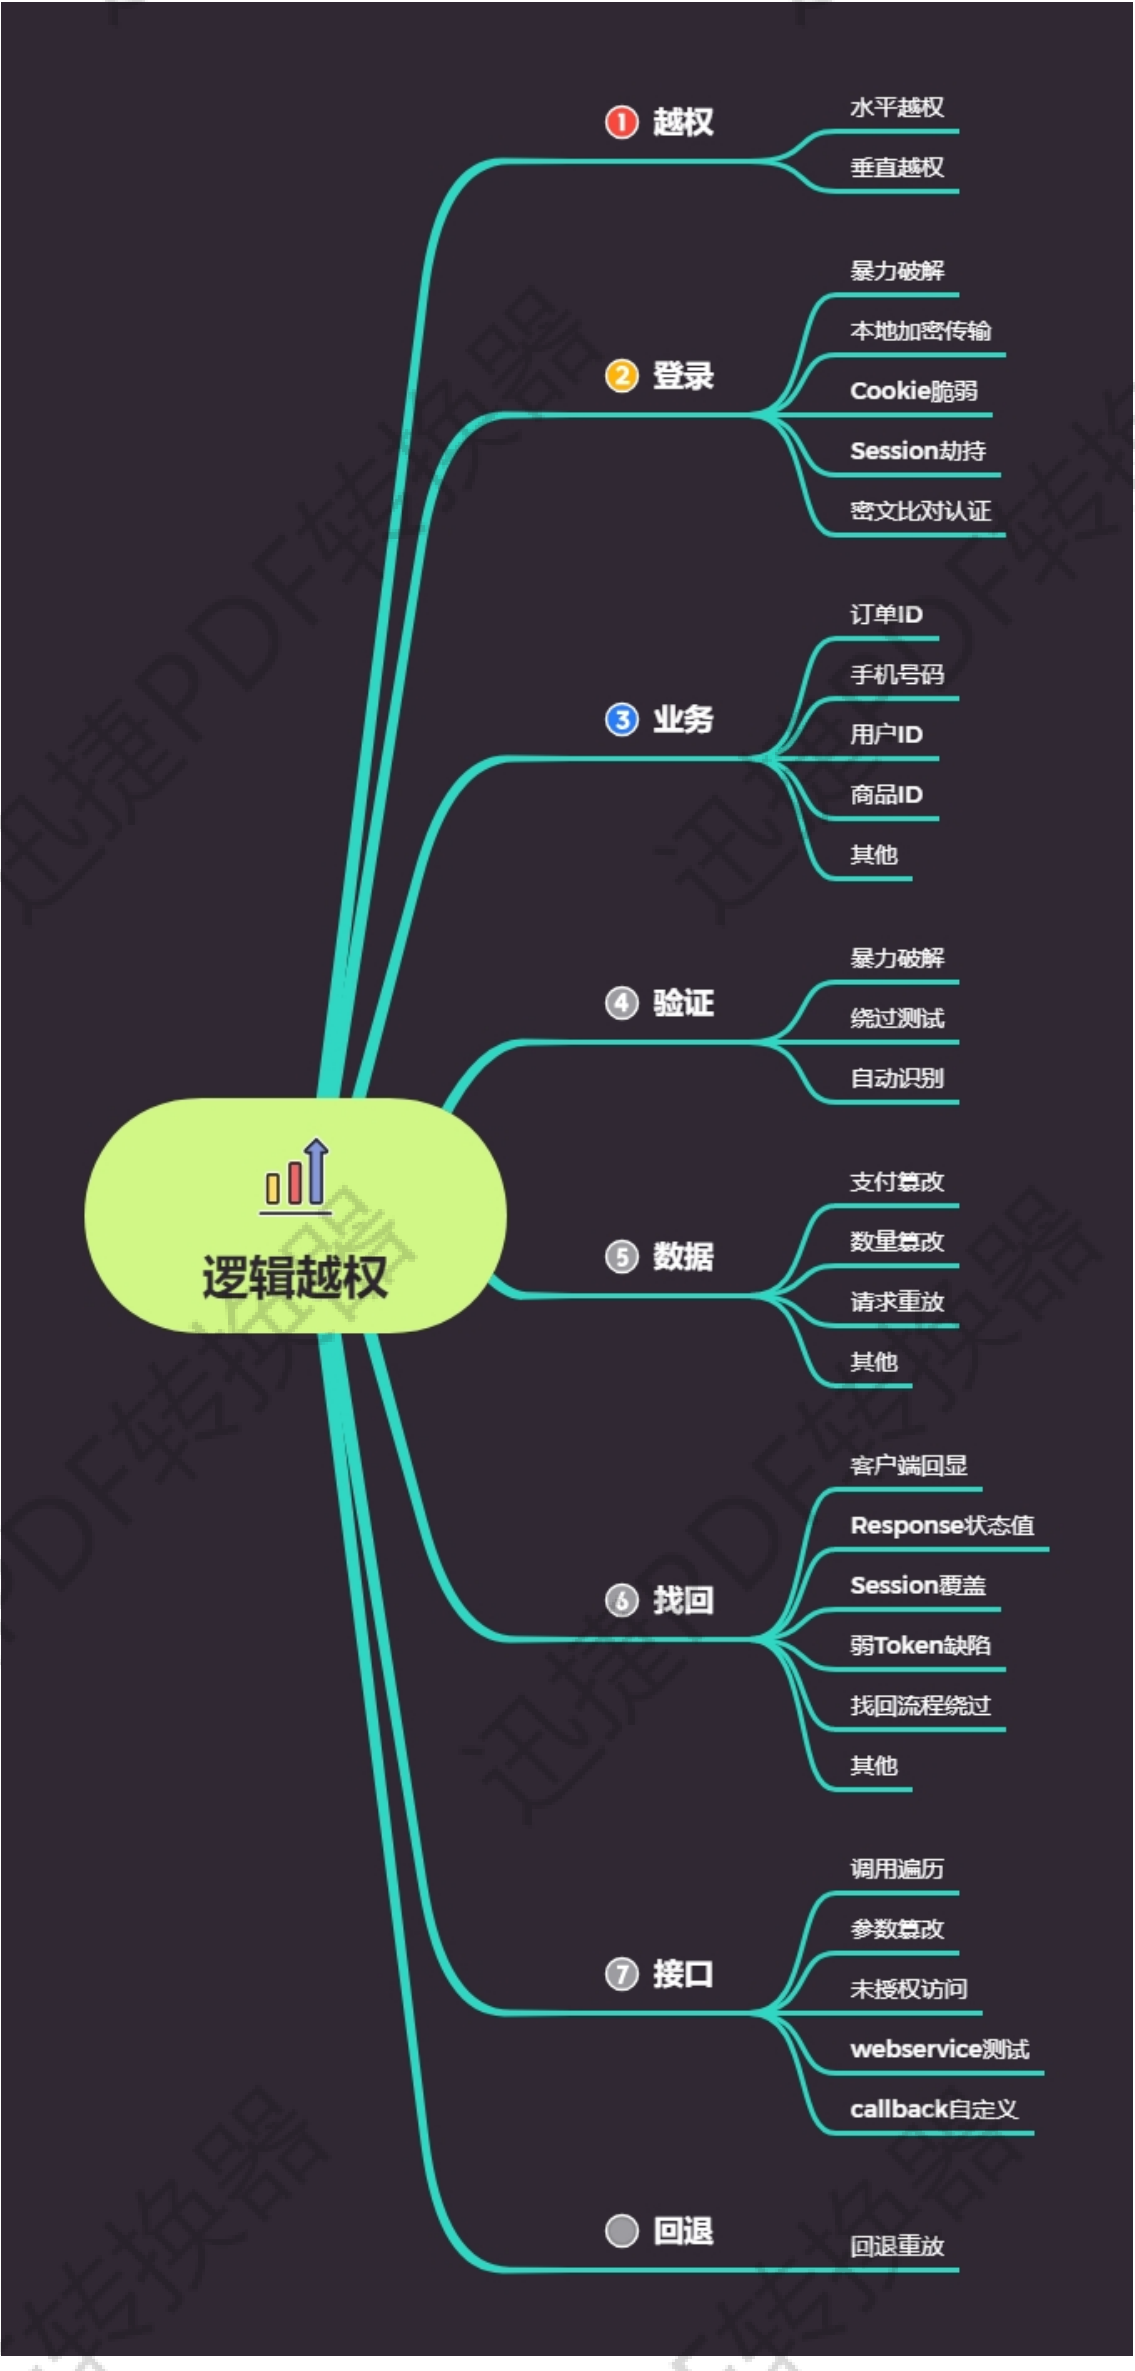 1 越权
水平越权
垂直越权
2 登录
暴力破解
本地加密传输
Cookie脆弱
Session劫持
密文比对认证
3 业务
订单ID
手机号码
用户ID
商品ID
其他
4 验证
暴力破解
绕过测试
自动识别
逻辑越权
5 数据
支付篡改
数量篡改
请求重放
其他
6 找回
客户端回显
Response状态值
Session覆盖
弱Token缺陷
找回流程绕过
其他
7 接口
调用遍历
参数篡改
未授权访问
webservice测试
callback自定义
回退
回退重放
迅捷PDF转换器
迅捷PDF转换
PDF转换器
迅捷PDF转换器
转换器
转换器